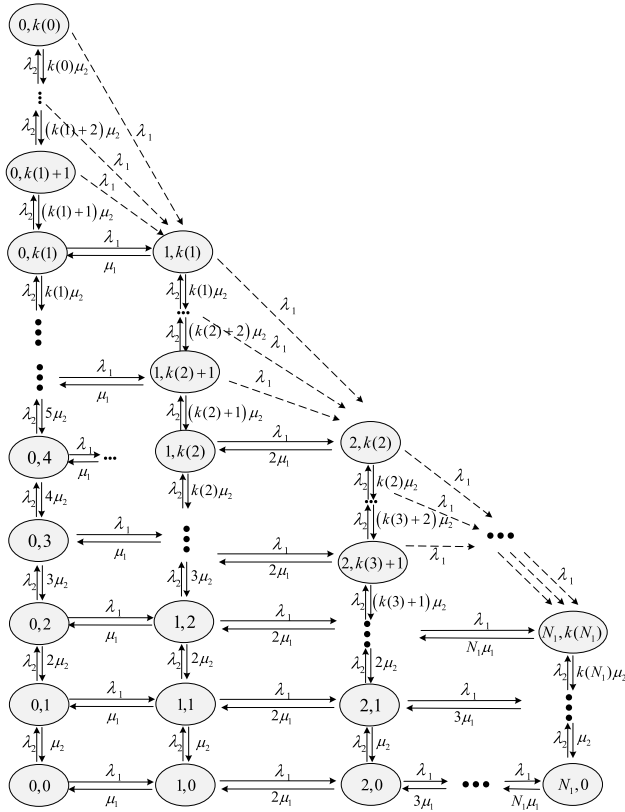 0, k(0)
λ₂ k(0)μ₂
λ₁
λ₂ (k(1)+2)μ₂
λ₁
0, k(1)+1
λ₁
λ₂ (k(1)+1)μ₂
0, k(1) λ₁ μ₁ 1, k(1)
λ₂ k(1)μ₂ λ₂ k(1)μ₂
λ₁
λ₂ (k(2)+2)μ₂
λ₁
λ₁ μ₁ 1, k(2)+1 λ₁
λ₂ 5μ₂ λ₂ (k(2)+1)μ₂
0, 4 λ₁ μ₁ ... 1, k(2) λ₁ 2μ₁ 2, k(2)
λ₁
λ₂ 4μ₂ λ₂ k(2)μ₂ λ₂ k(2)μ₂
λ₁
λ₂ (k(3)+2)μ₂
0, 3 λ₁ μ₁ λ₁ 2μ₁ 2, k(3)+1 λ₁ ... λ₁
λ₂ 3μ₂ λ₂ 3μ₂ λ₂ (k(3)+1)μ₂
0, 2 λ₁ μ₁ 1, 2 λ₁ 2μ₁ λ₁ N₁μ₁ N₁, k(N₁)
λ₂ 2μ₂ λ₂ 2μ₂ λ₂ 2μ₂ λ₂ k(N₁)μ₂
0, 1 λ₁ μ₁ 1, 1 λ₁ 2μ₁ 2, 1 λ₁ 3μ₁
λ₂ μ₂ λ₂ μ₂ λ₂ μ₂ λ₂ μ₂
0, 0 λ₁ μ₁ 1, 0 λ₁ 2μ₁ 2, 0 λ₁ 3μ₁ ... λ₁ N₁μ₁ N₁, 0